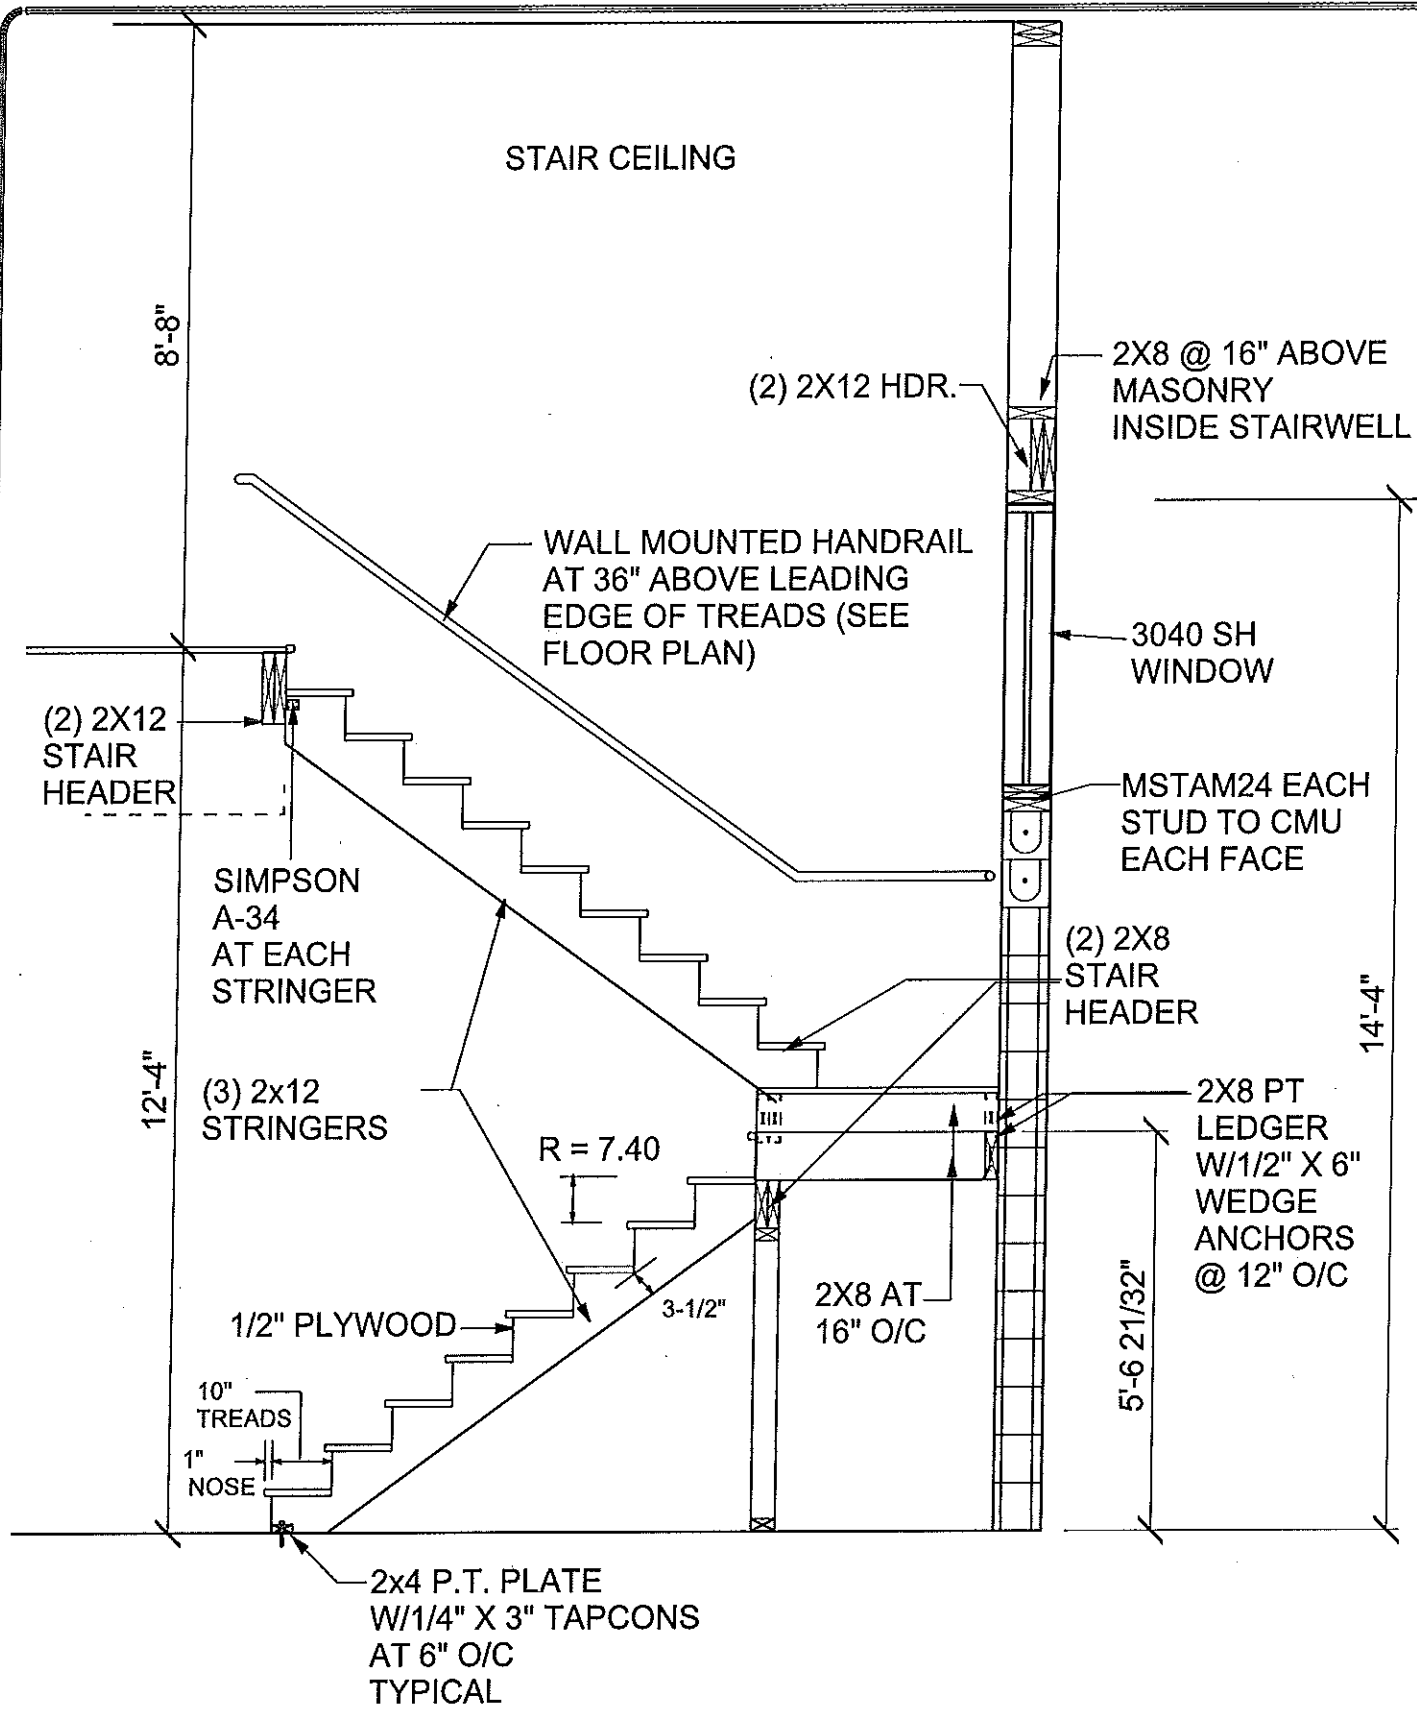 STAIR CEILING
8'-8"
(2) 2X12 HDR.
2X8 @ 16" ABOVE
MASONRY
INSIDE STAIRWELL
WALL MOUNTED HANDRAIL
AT 36" ABOVE LEADING
EDGE OF TREADS (SEE
FLOOR PLAN)
3040 SH
WINDOW
(2) 2X12
STAIR
HEADER
MSTAM24 EACH
STUD TO CMU
EACH FACE
SIMPSON
A-34
AT EACH
STRINGER
(2) 2X8
STAIR
HEADER
14'-4"
12'-4"
(3) 2x12
STRINGERS
R = 7.40
2X8 PT
LEDGER
W/1/2" X 6"
WEDGE
ANCHORS
@ 12" O/C
2X8 AT
16" O/C
3-1/2"
1/2" PLYWOOD
5'-6 21/32"
10"
TREADS
1"
NOSE
2x4 P.T. PLATE
W/1/4" X 3" TAPCONS
AT 6" O/C
TYPICAL